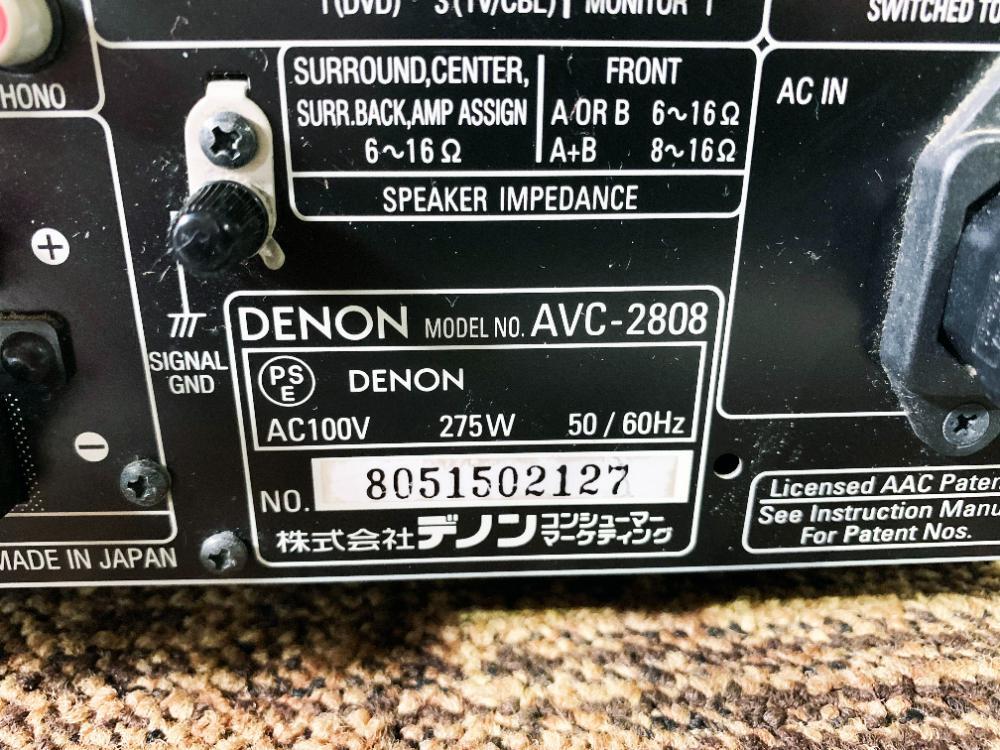 1 (DVD) 3 (TV/CBL) MONITOR 1
SWITCHED TO
PHONO
SURROUND,CENTER,
SURR.BACK,AMP ASSIGN
6~16Ω
FRONT
A OR B 6~16Ω
A+B 8~16Ω
SPEAKER IMPEDANCE
AC IN
+
SIGNAL
GND
−
DENON MODEL NO. AVC-2808
PS
E
DENON
AC100V 275W 50 / 60Hz
NO. 8051502127
株式会社デノン コンシューマー
マーケティング
MADE IN JAPAN
Licensed AAC Paten
See Instruction Manu
For Patent Nos.